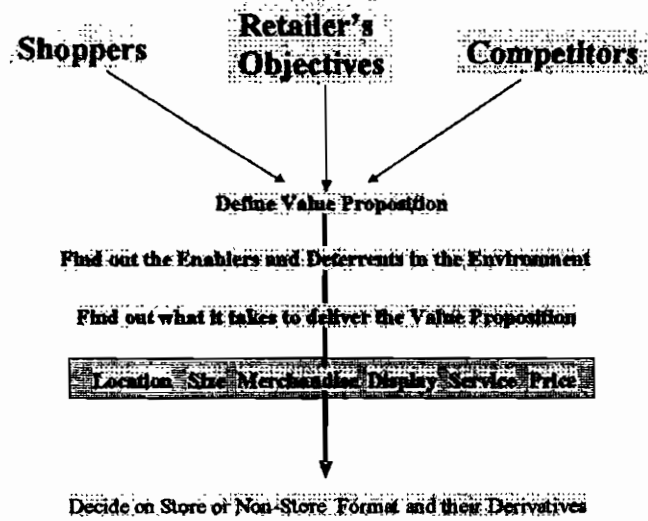 Shoppers
Retailer's
Objectives
Competitors
Define Value Proposition
Find out the Enablers and Deterrents in the Environment
Find out what it takes to deliver the Value Proposition
Location Size Merchandise Display Service Price
Decide on Store or Non-Store Format and their Derivatives